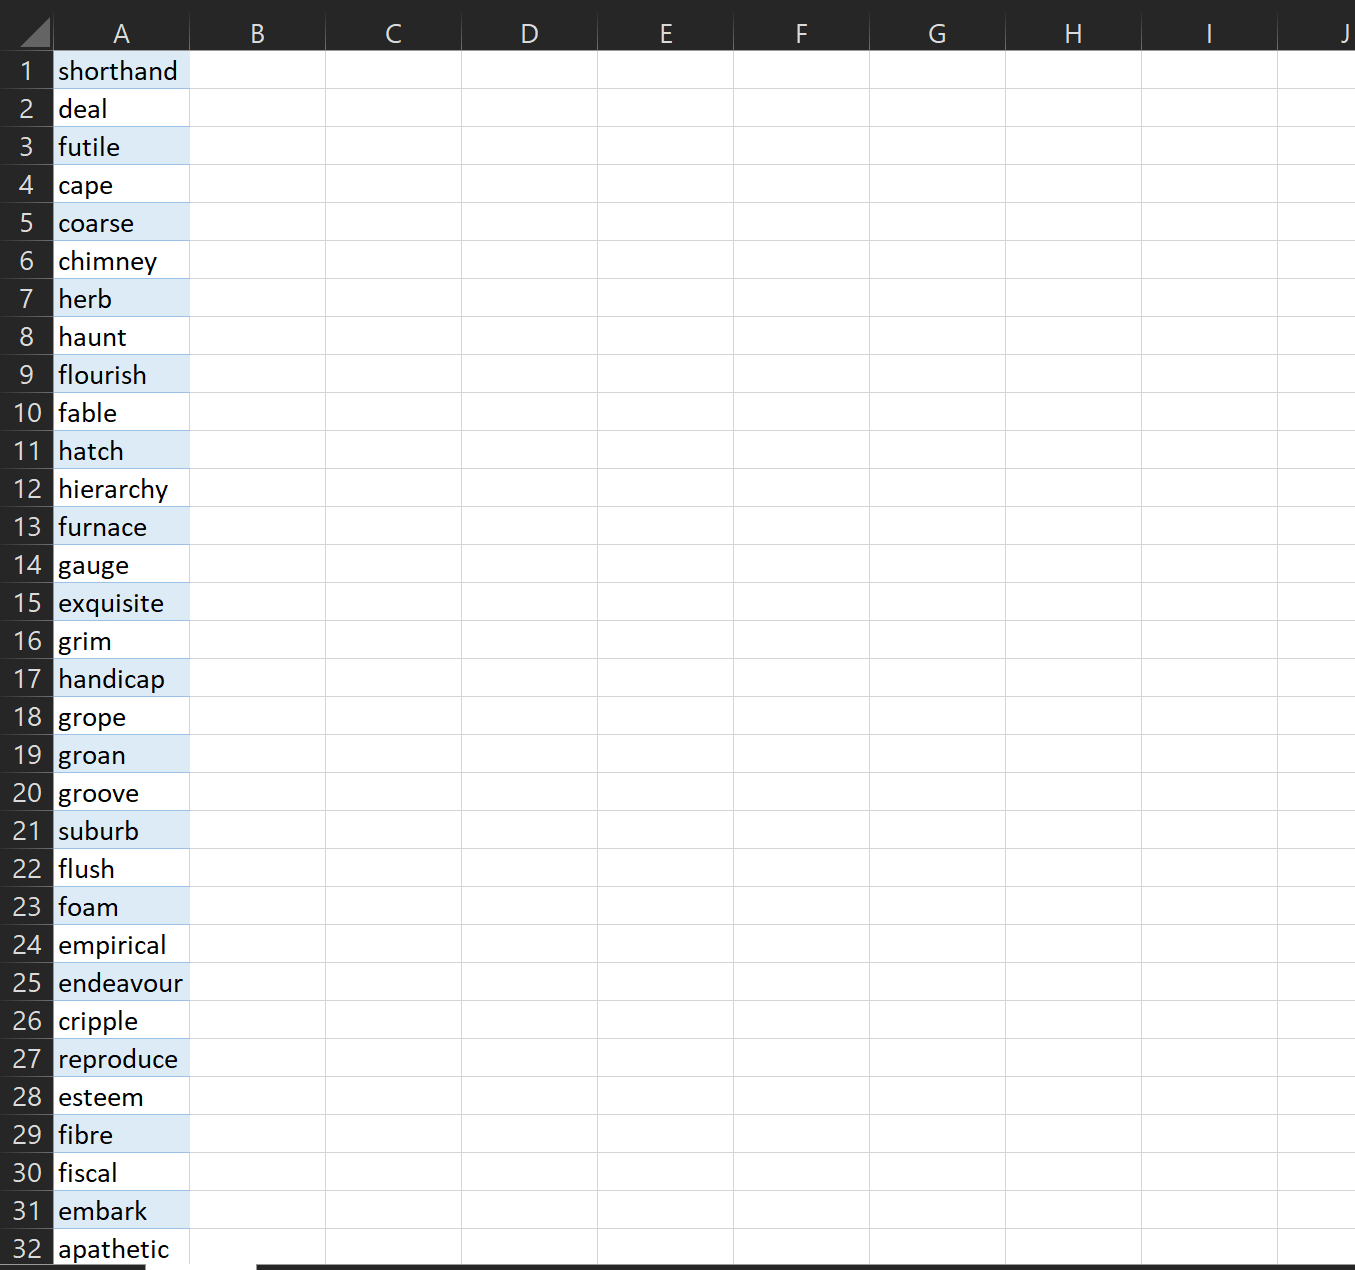 A B C D E F G H I J
1 shorthand
2 deal
3 futile
4 cape
5 coarse
6 chimney
7 herb
8 haunt
9 flourish
10 fable
11 hatch
12 hierarchy
13 furnace
14 gauge
15 exquisite
16 grim
17 handicap
18 grope
19 groan
20 groove
21 suburb
22 flush
23 foam
24 empirical
25 endeavour
26 cripple
27 reproduce
28 esteem
29 fibre
30 fiscal
31 embark
32 apathetic